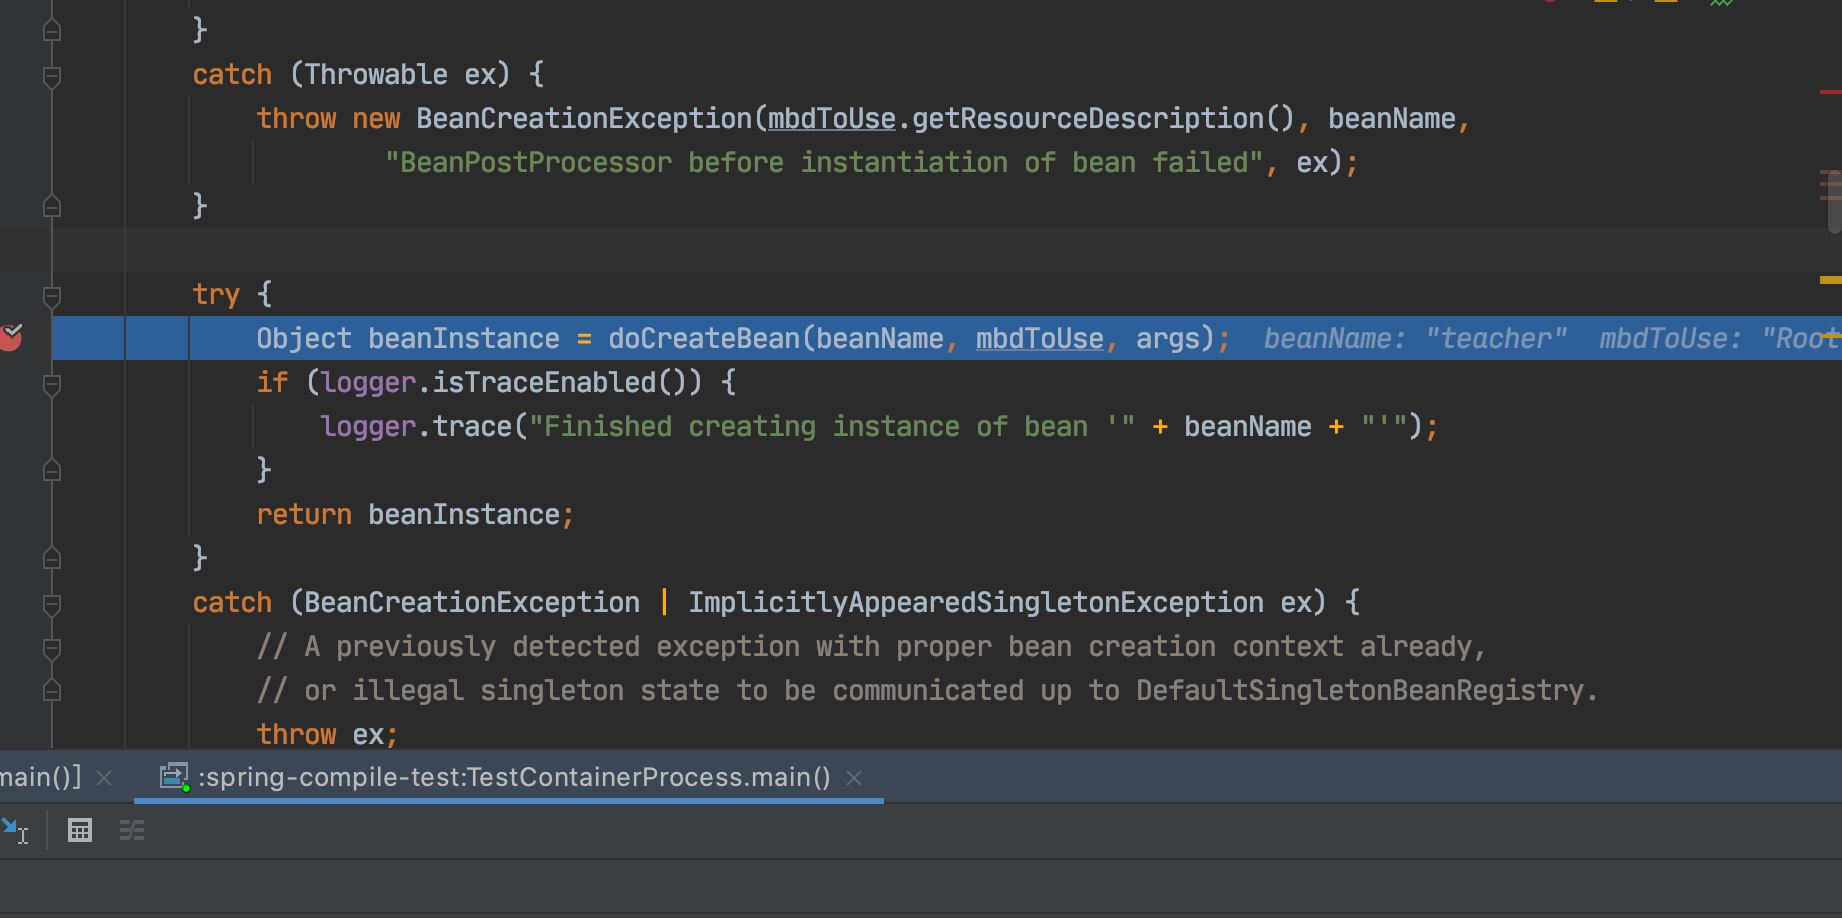 }
catch (Throwable ex) {
throw new BeanCreationException(mbdToUse.getResourceDescription(), beanName,
"BeanPostProcessor before instantiation of bean failed", ex);
}
try {
Object beanInstance = doCreateBean(beanName, mbdToUse, args); beanName: "teacher" mbdToUse: "Root
if (logger.isTraceEnabled()) {
logger.trace("Finished creating instance of bean '" + beanName + "'");
}
return beanInstance;
}
catch (BeanCreationException | ImplicitlyAppearedSingletonException ex) {
// A previously detected exception with proper bean creation context already,
// or illegal singleton state to be communicated up to DefaultSingletonBeanRegistry.
throw ex;
main()] :spring-compile-test:TestContainerProcess.main()